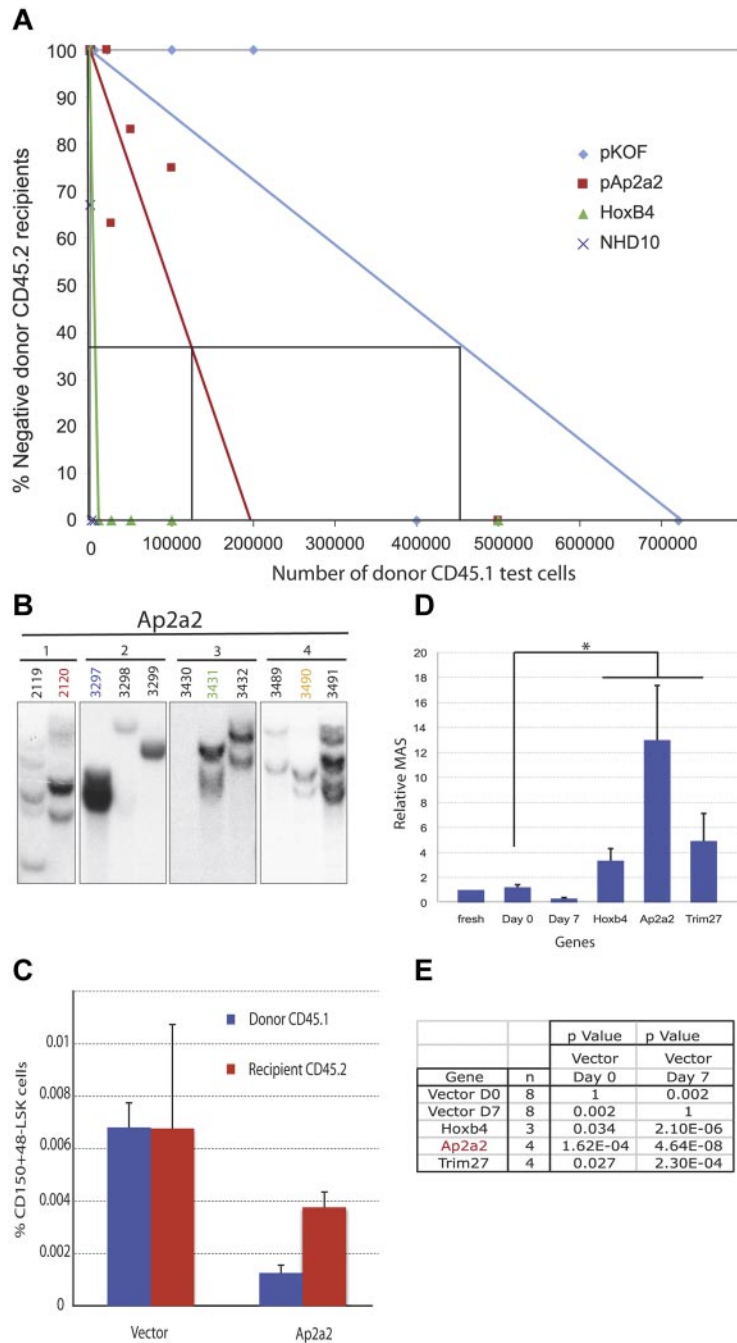 A
% Negative donor CD45.2 recipients
100
90
80
70
60
50
40
30
20
10
0
pKOF
pAp2a2
HoxB4
NHD10
0 100000 200000 300000 400000 500000 600000 700000
Number of donor CD45.1 test cells
B
Ap2a2
1 2 3 4
2119 2120 3297 3298 3299 3430 3431 3432 3489 3490 3491
D
*
Relative MAS
20
18
16
14
12
10
8
6
4
2
0
fresh Day 0 Day 7 Hoxb4 Ap2a2 Trim27
Genes
C
% CD150+48-LSK cells
Donor CD45.1
Recipient CD45.2
0.01
0.008
0.006
0.004
0.002
0
Vector Ap2a2
E
p Value p Value
Vector Vector
Gene n Day 0 Day 7
Vector D0 8 1 0.002
Vector D7 8 0.002 1
Hoxb4 3 0.034 2.10E-06
Ap2a2 4 1.62E-04 4.64E-08
Trim27 4 0.027 2.30E-04